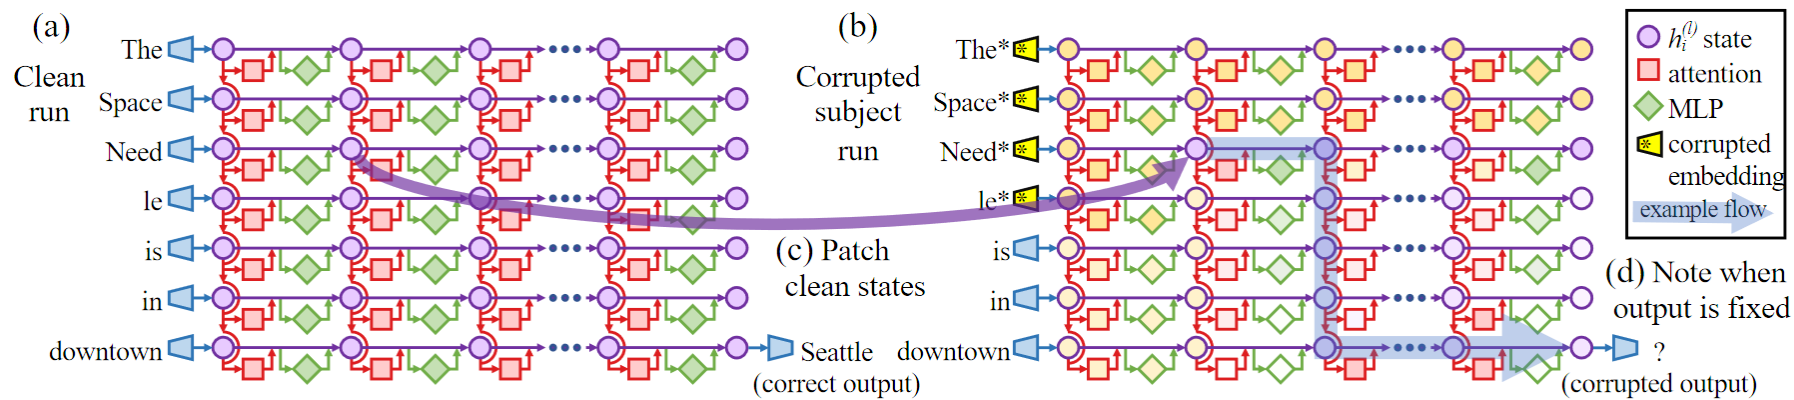 (a)
Clean
run
The
Space
Need
le
is
in
downtown
Seattle
(correct output)
(b)
Corrupted
subject
run
The*
Space*
Need*
le*
is
in
downtown
*
*
*
*
(c) Patch
clean states
(d) Note when
output is fixed
?
(corrupted output)
h_i^{(l)} state
attention
MLP
* corrupted
embedding
example flow